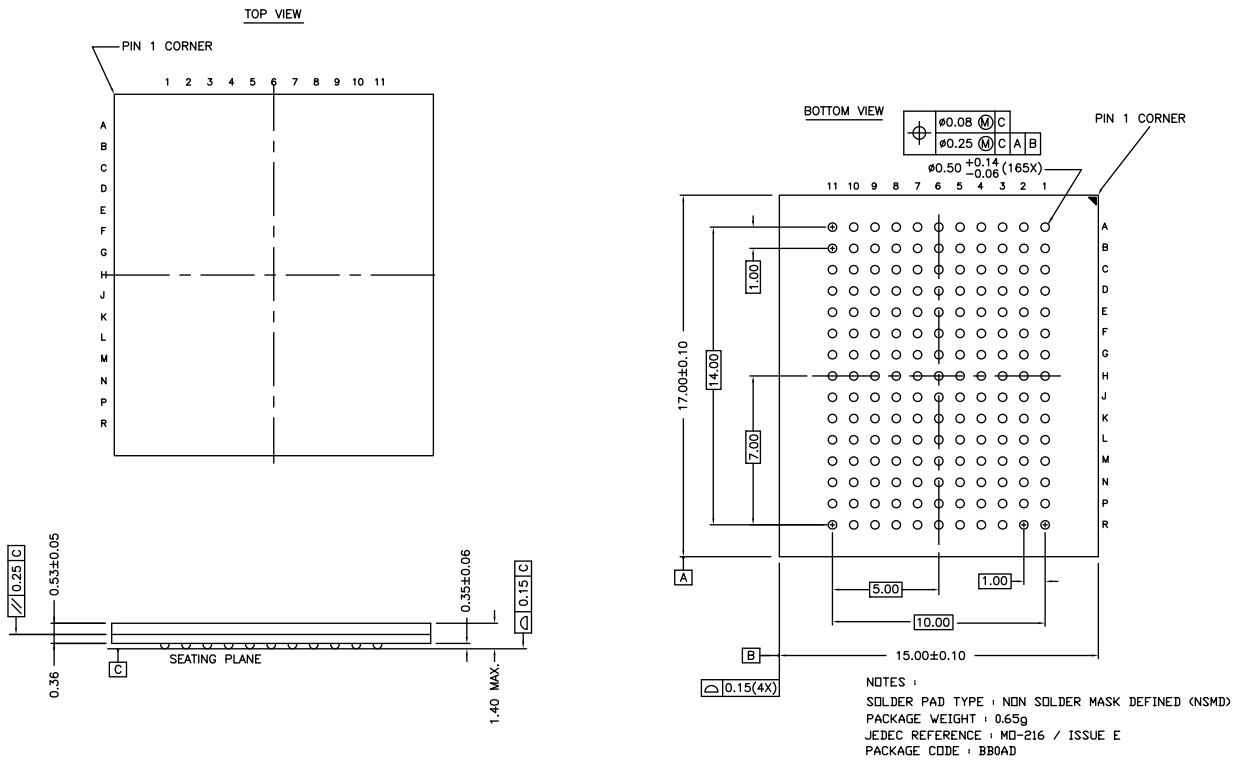 TOP VIEW
PIN 1 CORNER
1 2 3 4 5 6 7 8 9 10 11
A
B
C
D
E
F
G
H
J
K
L
M
N
P
R
BOTTOM VIEW
⌀0.08 Ⓜ C
⌀0.25 Ⓜ C A B
PIN 1 CORNER
⌀0.50 +0.14 -0.06 (165X)
11 10 9 8 7 6 5 4 3 2 1
A
B
C
D
E
F
G
H
J
K
L
M
N
P
R
1.00
14.00
7.00
17.00±0.10
A
1.00
5.00
10.00
B
15.00±0.10
0.15(4X)
// 0.25 C
0.53±0.05
0.36
C
SEATING PLANE
0.35±0.06
0.15 C
1.40 MAX.
NOTES :
SOLDER PAD TYPE : NON SOLDER MASK DEFINED (NSMD)
PACKAGE WEIGHT : 0.65g
JEDEC REFERENCE : MO-216 / ISSUE E
PACKAGE CODE : BB0AD